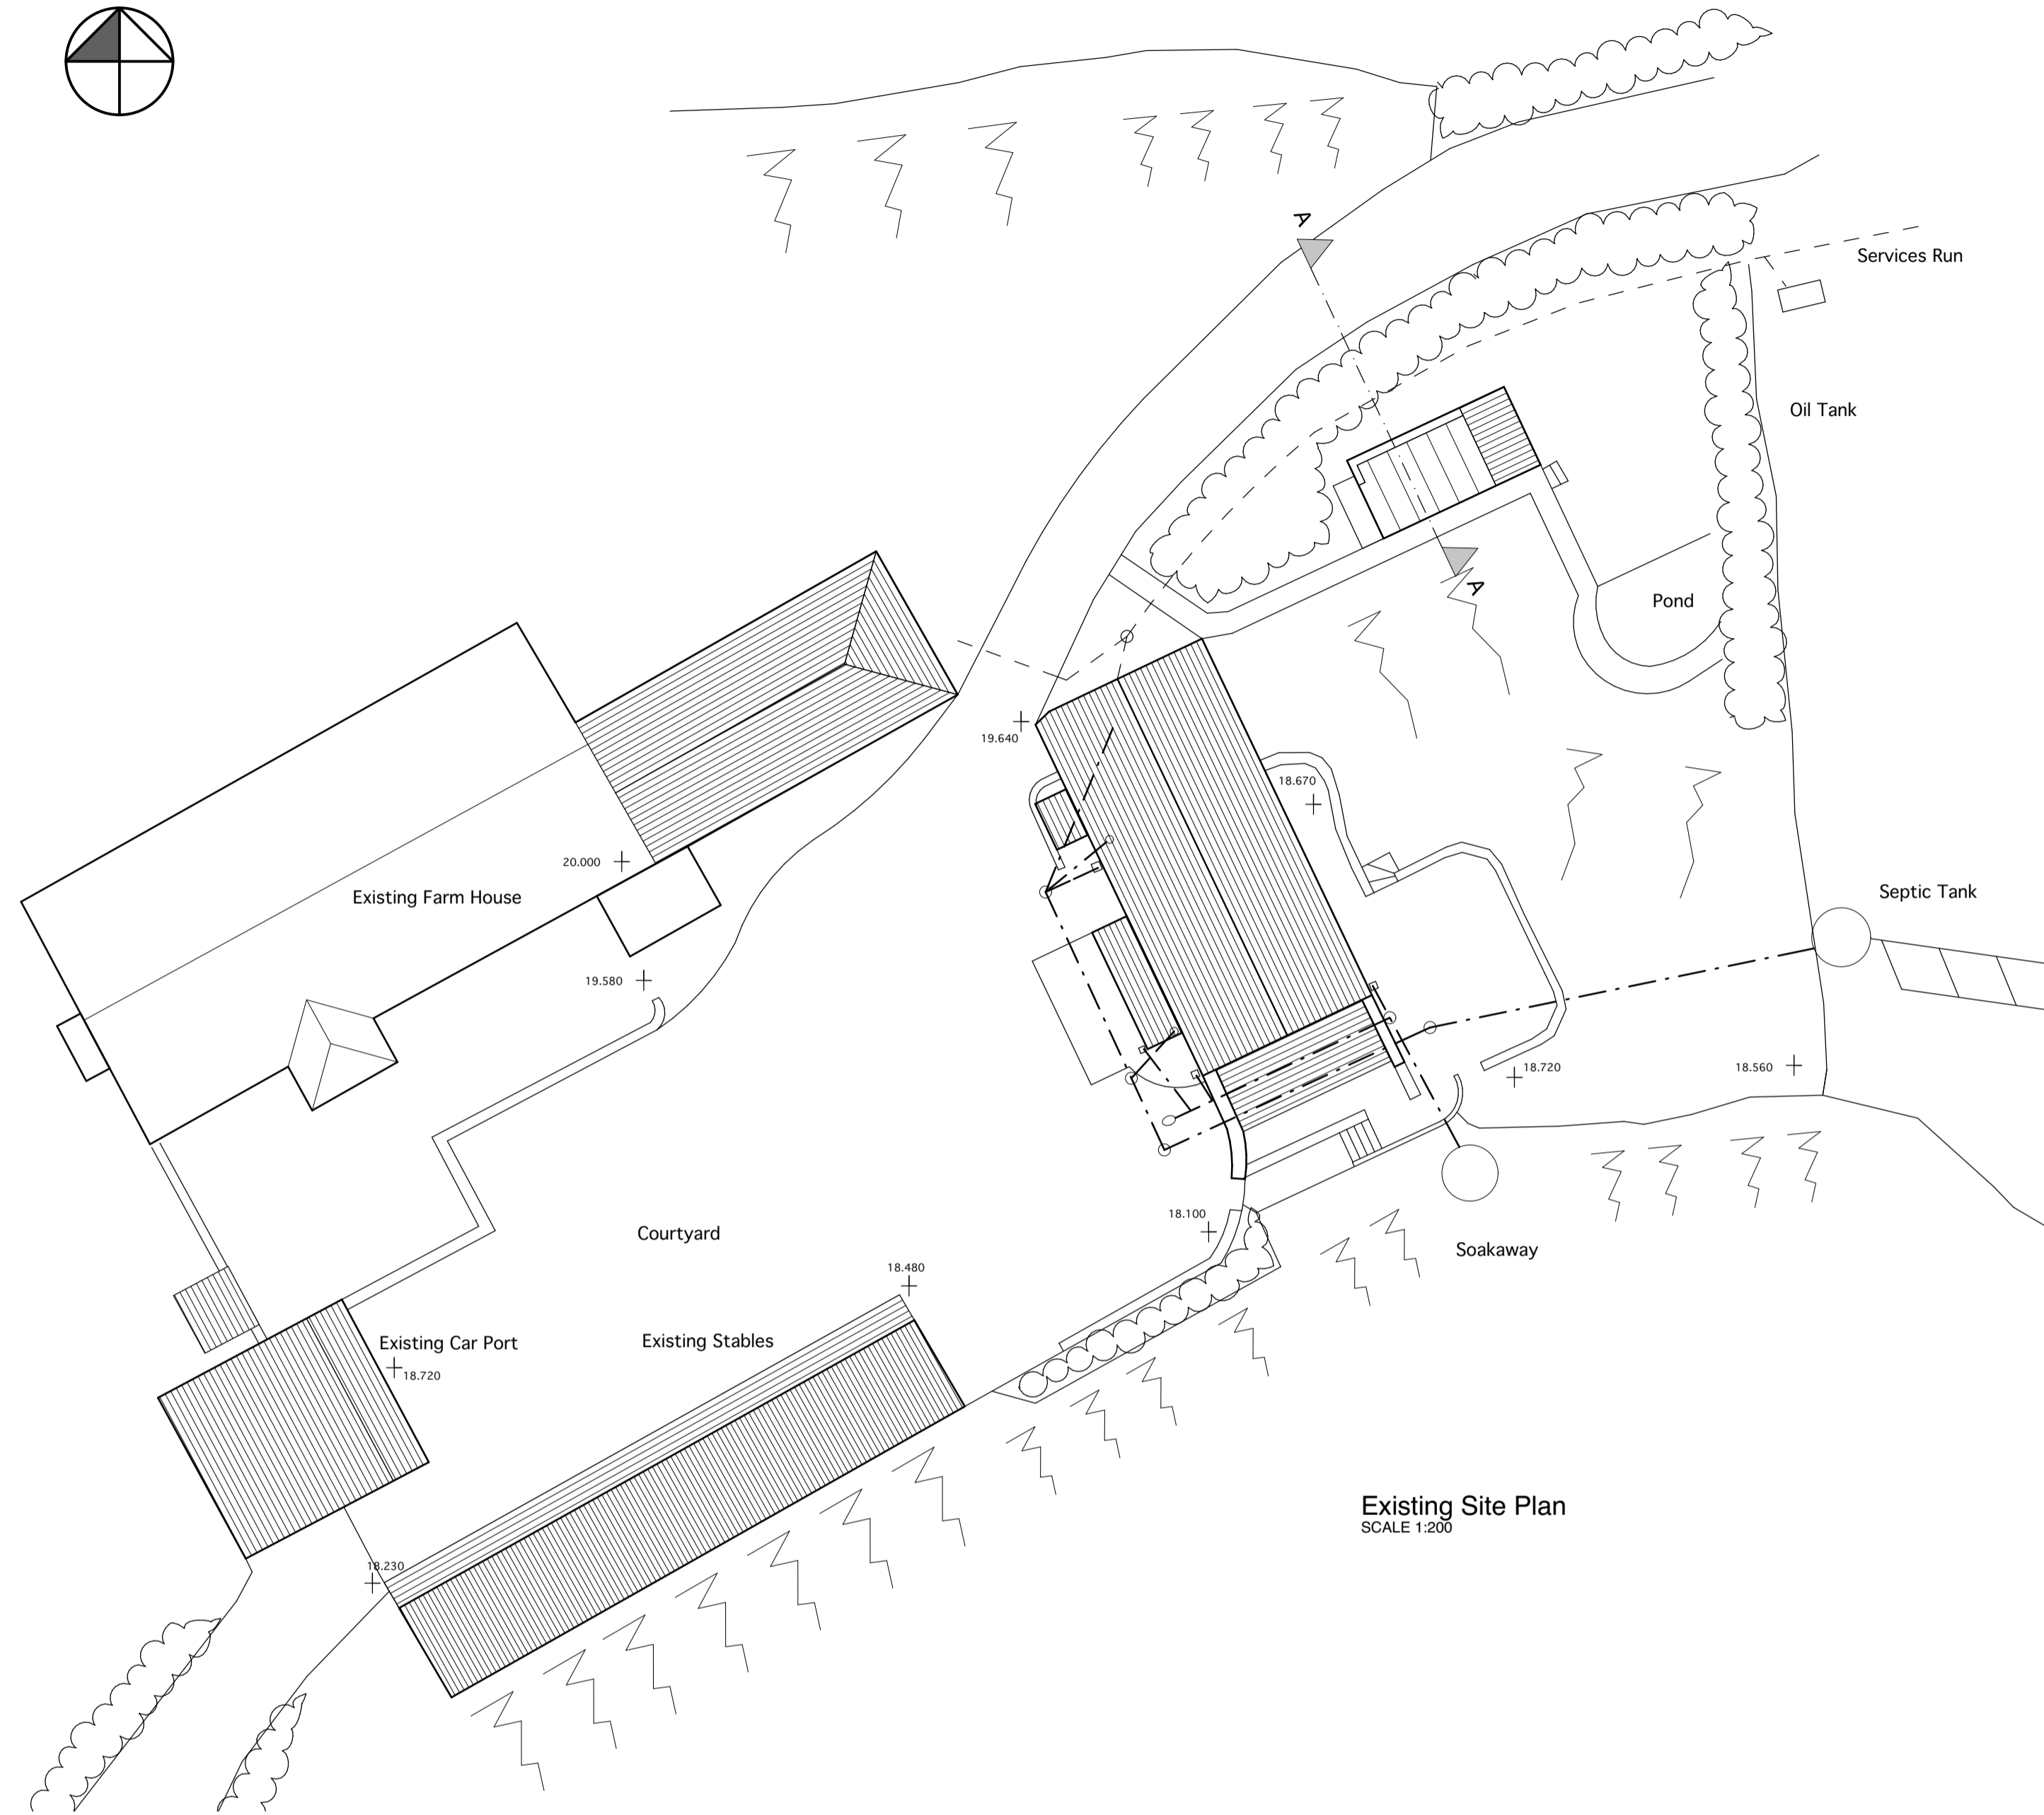 A
Services Run
Oil Tank
A
Pond
19.640
18.670
20.000
Existing Farm House
Septic Tank
19.580
18.720
18.560
18.100
Courtyard
Soakaway
18.480
Existing Car Port
Existing Stables
18.720
Existing Site Plan
SCALE 1:200
18.230